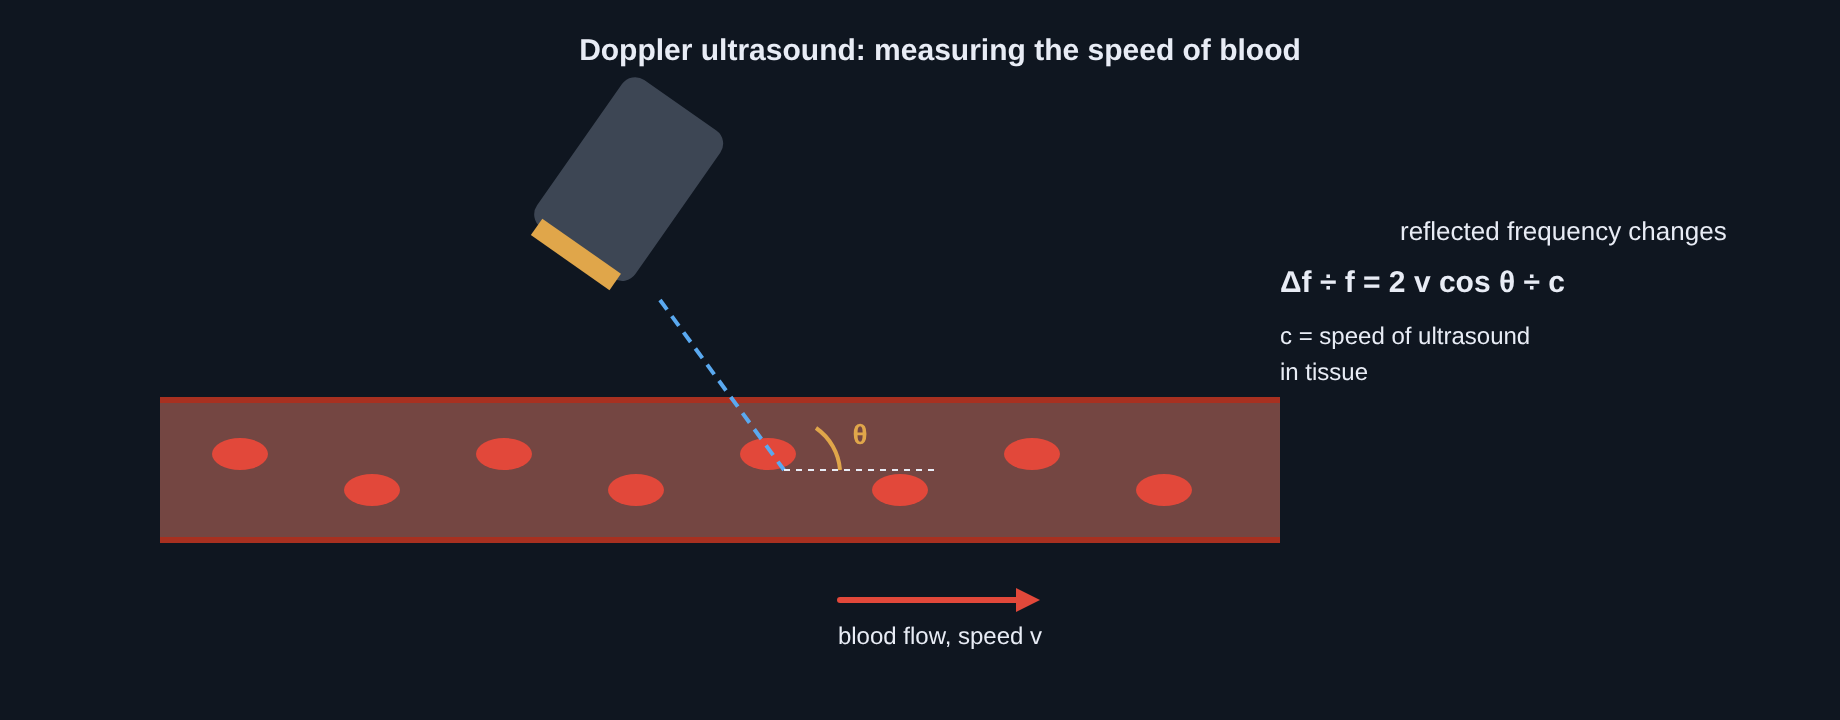 Doppler ultrasound: measuring the speed of blood
reflected frequency changes
Δf ÷ f = 2 v cos θ ÷ c
c = speed of ultrasound
in tissue
θ
blood flow, speed v